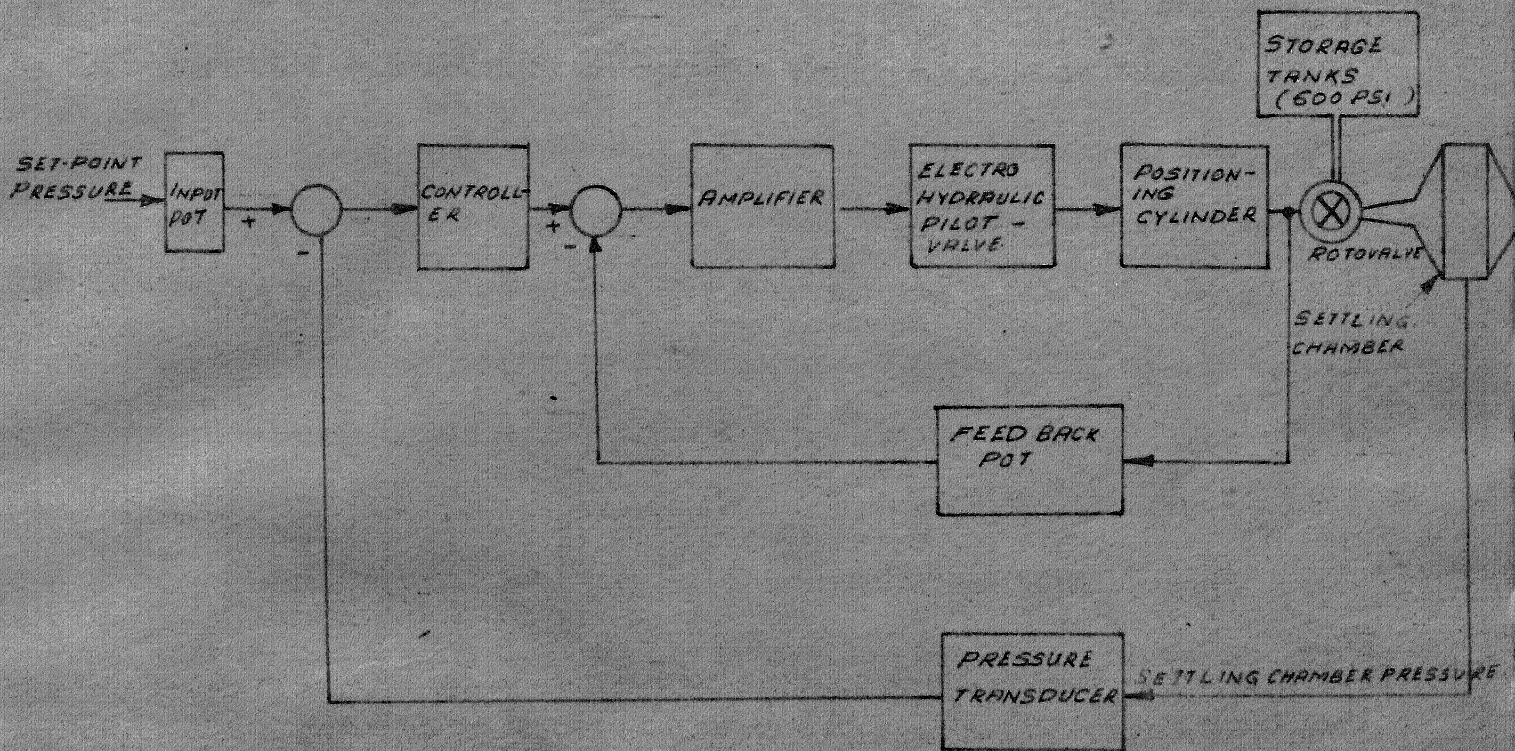 STORAGE
TANKS
(600 PSI)
SET-POINT
PRESSURE
INPOT
POT
+
-
CONTROLL-
ER
+
-
AMPLIFIER
ELECTRO
HYDRAULIC
PILOT -
VALVE
POSITION-
ING
CYLINDER
ROTOVALVE
SETTLING
CHAMBER
FEED BACK
POT
PRESSURE
TRANSDUCER
SETTLING CHAMBER PRESSURE